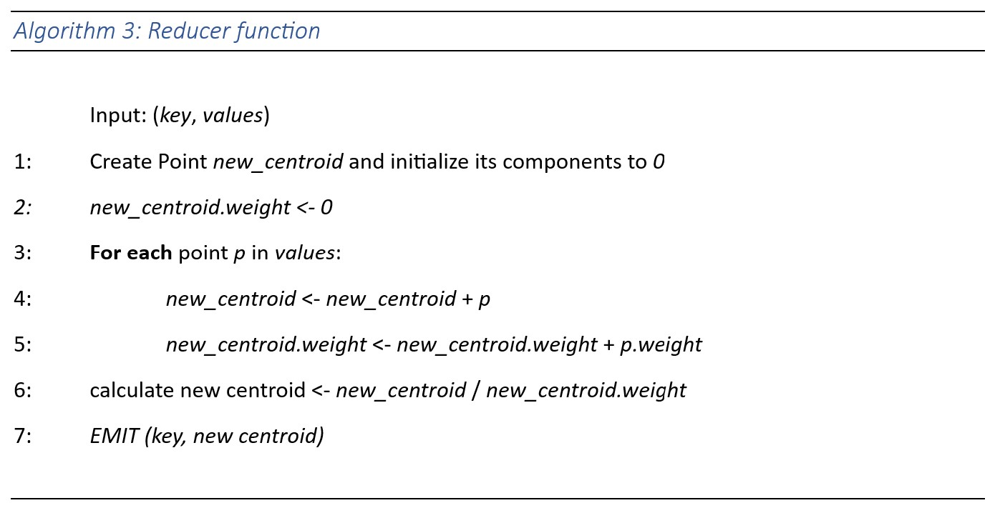 Algorithm 3: Reducer function
Input: (key, values)
1: Create Point new_centroid and initialize its components to 0
2: new_centroid.weight <- 0
3: For each point p in values:
4: new_centroid <- new_centroid + p
5: new_centroid.weight <- new_centroid.weight + p.weight
6: calculate new centroid <- new_centroid / new_centroid.weight
7: EMIT (key, new centroid)